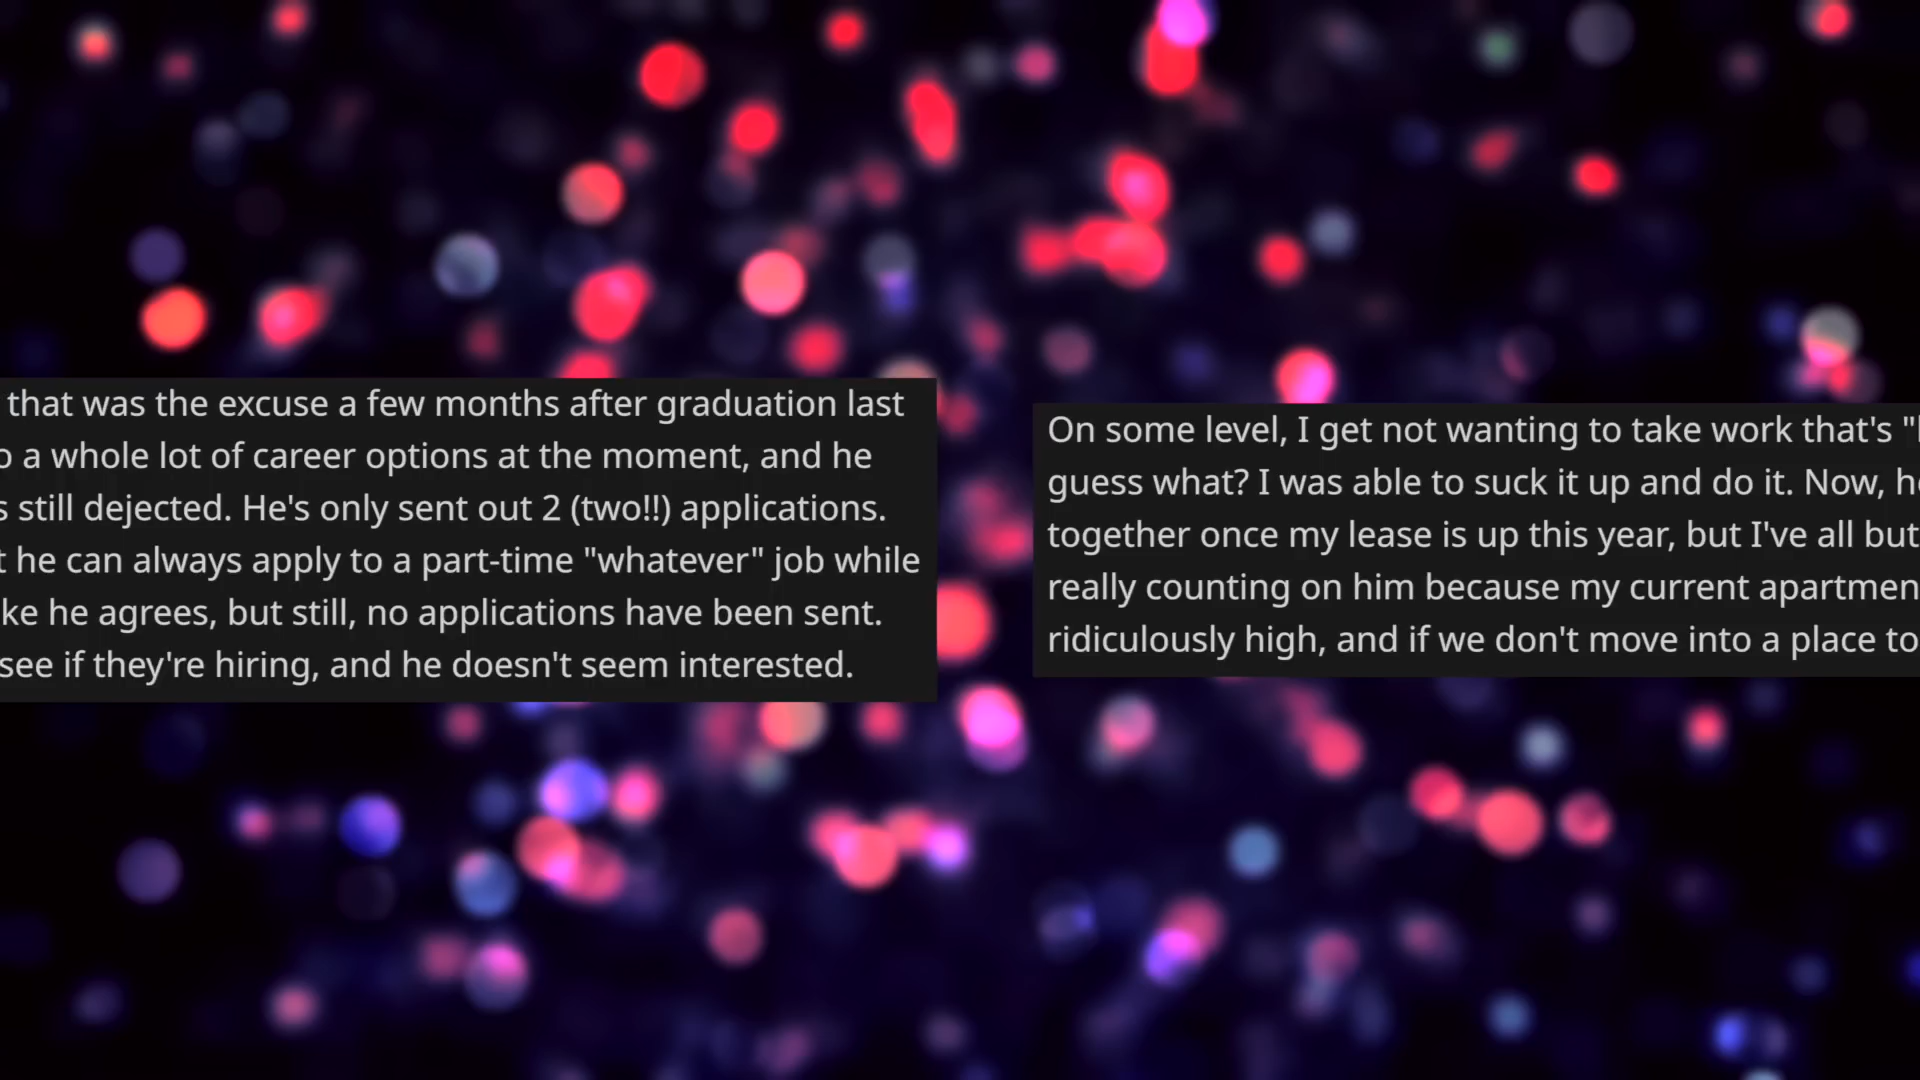 that was the excuse a few months after graduation last
a whole lot of career options at the moment, and he
still dejected. He's only sent out 2 (two!!) applications.
he can always apply to a part-time "whatever" job while
he agrees, but still, no applications have been sent.
see if they're hiring, and he doesn't seem interested.
On some level, I get not wanting to take work that's
guess what? I was able to suck it up and do it. Now,
together once my lease is up this year, but I've all but
really counting on him because my current
ridiculously high, and if we don't move into a place